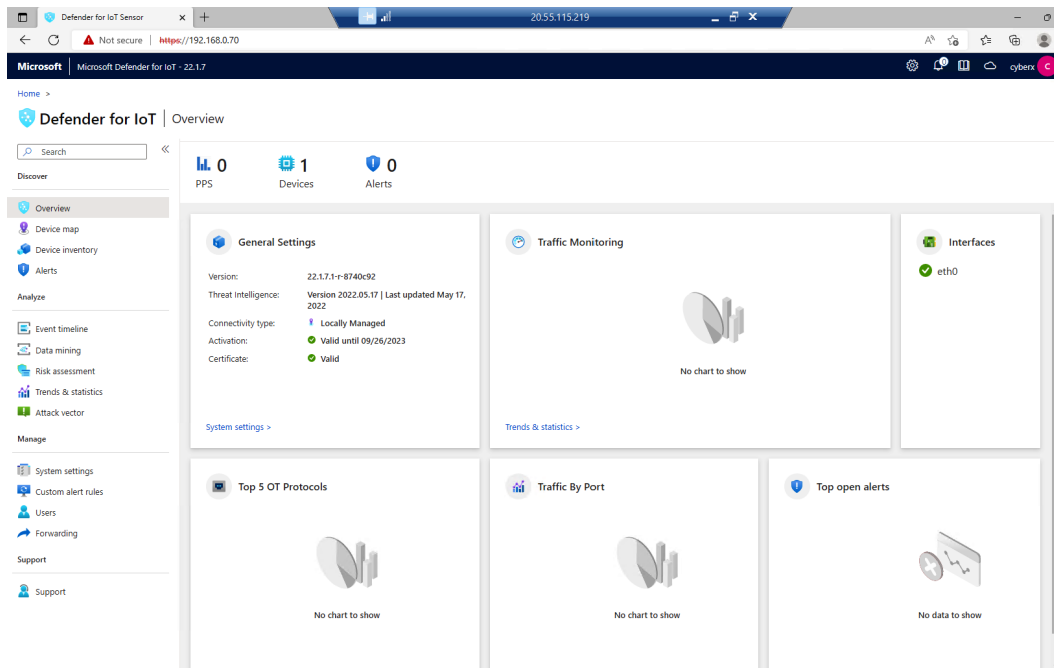 Defender for IoT Sensor
20.55.115.219
Not secure
https://192.168.0.70
Microsoft
Microsoft Defender for IoT - 22.1.7
0
cyberx
C
Home >
Defender for IoT
Overview
Search
Discover
Overview
Device map
Device inventory
Alerts
Analyze
Event timeline
Data mining
Risk assessment
Trends & statistics
Attack vector
Manage
System settings
Custom alert rules
Users
Forwarding
Support
Support
0
PPS
1
Devices
0
Alerts
General Settings
Version:
22.1.7.1-r-8740c92
Threat Intelligence:
Version 2022.05.17 | Last updated May 17,
2022
Connectivity type:
Locally Managed
Activation:
Valid until 09/26/2023
Certificate:
Valid
System settings >
Traffic Monitoring
No chart to show
Trends & statistics >
Interfaces
eth0
Top 5 OT Protocols
No chart to show
Traffic By Port
No chart to show
Top open alerts
No data to show